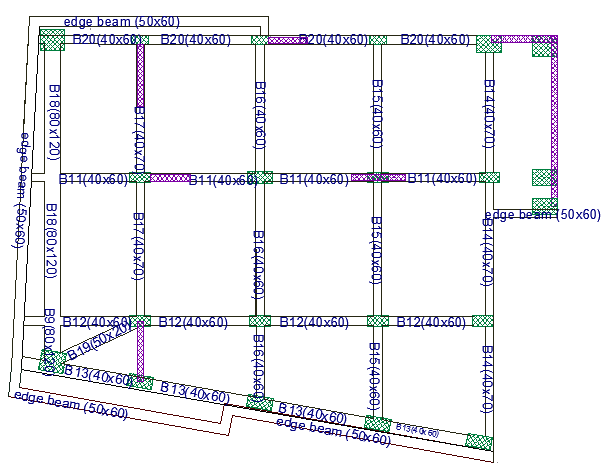 edge beam (50x60)
B20(40x60)
B20(40x60)
B20(40x60)
B20(40x60)
B18(80x120)
B17(40x70)
B16(40x60)
B15(40x60)
B14(40x70)
edge beam (50x60)
B11(40x60)
B11(40x60)
B11(40x60)
B11(40x60)
edge beam (50x60)
B18(80x120)
B17(40x70)
B16(40x60)
B15(40x60)
B14(40x70)
B12(40x60)
B12(40x60)
B12(40x60)
B12(40x60)
B9(80x120)
B19(50x20)
B16(40x60)
B15(40x60)
B14(40x70)
B13(40x60)
B13(40x60)
B13(40x60)
B13(40x60)
edge beam (50x60)
edge beam (50x60)